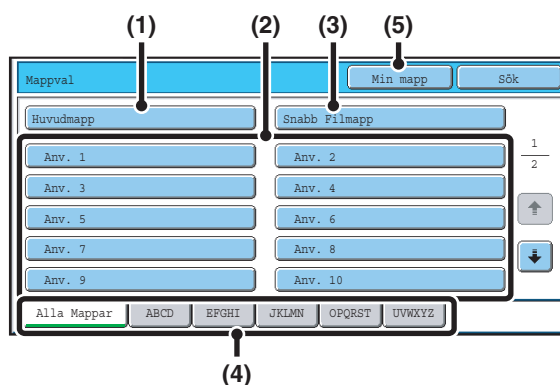 (1) (2) (3) (5)
Mappval Min mapp Sök
Huvudmapp Snabb Filmapp
Anv. 1 Anv. 2 1
2
Anv. 3 Anv. 4
Anv. 5 Anv. 6
Anv. 7 Anv. 8
Anv. 9 Anv. 10
Alla Mappar ABCD EFGHI JKLMN OPQRST UVWXYZ
(4)